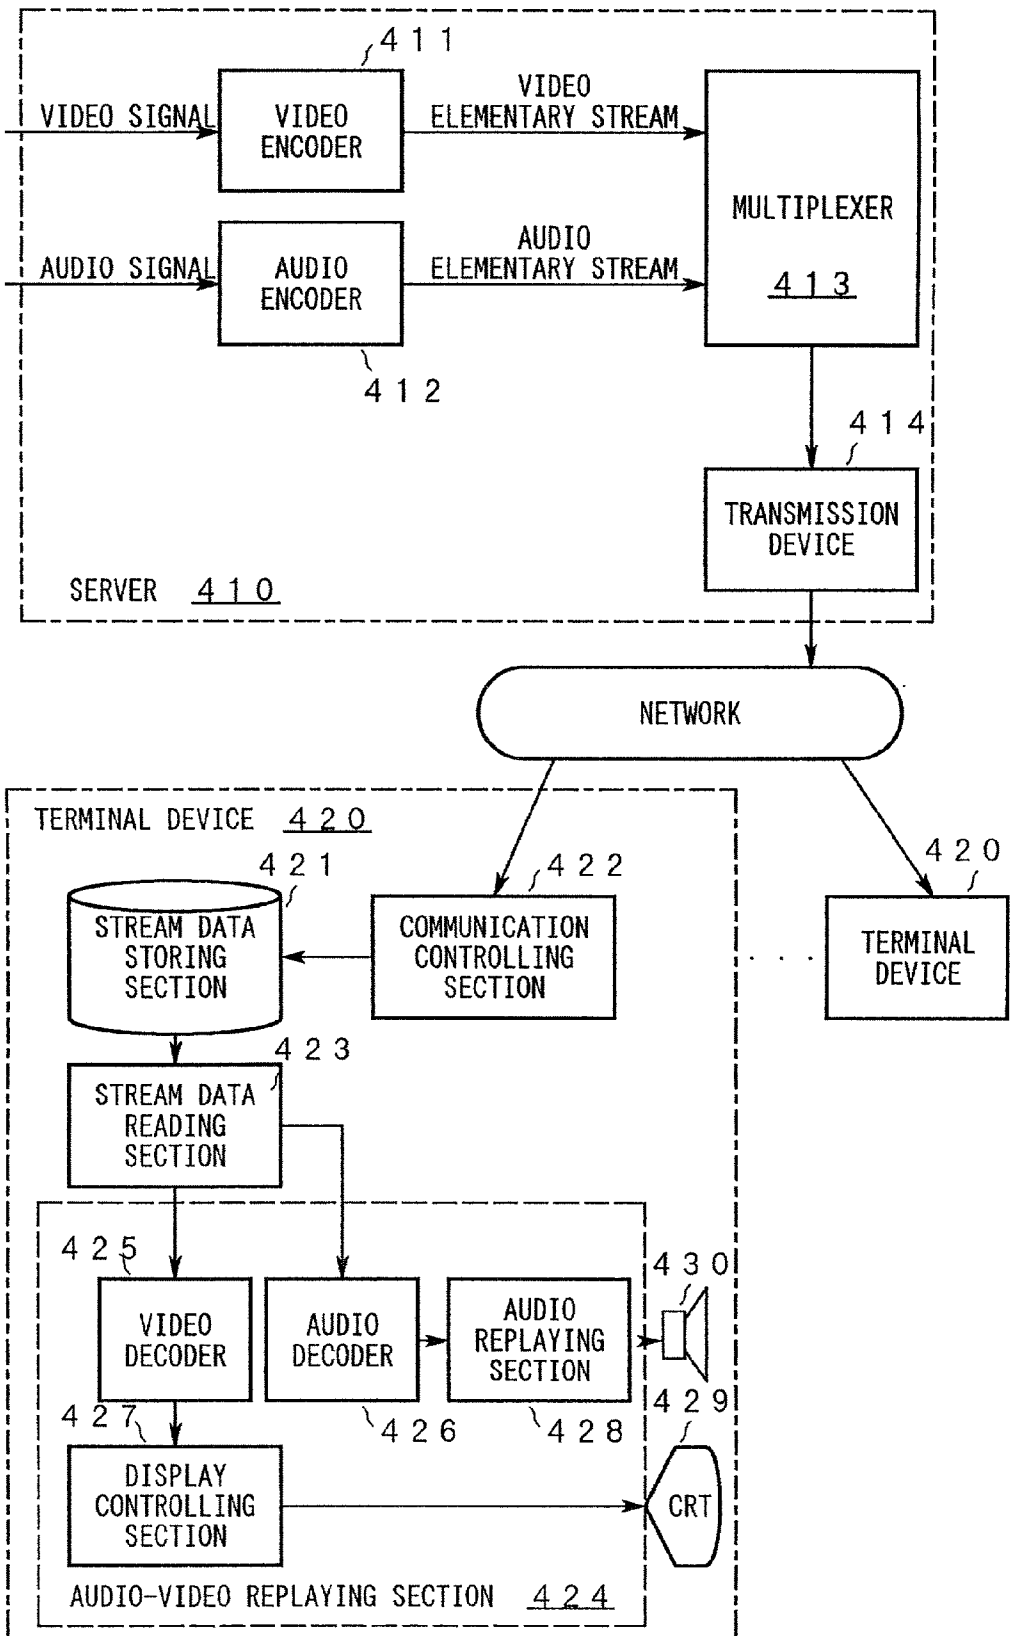 411
VIDEO SIGNAL
VIDEO
ENCODER
VIDEO
ELEMENTARY STREAM
MULTIPLEXER
413
AUDIO SIGNAL
AUDIO
ENCODER
AUDIO
ELEMENTARY STREAM
412
414
TRANSMISSION
DEVICE
SERVER 410
NETWORK
TERMINAL DEVICE 420
421
STREAM DATA
STORING
SECTION
422
COMMUNICATION
CONTROLLING
SECTION
. . . .
420
TERMINAL
DEVICE
423
STREAM DATA
READING
SECTION
425
VIDEO
DECODER
AUDIO
DECODER
426
AUDIO
REPLAYING
SECTION
428
430
427
DISPLAY
CONTROLLING
SECTION
429
CRT
AUDIO-VIDEO REPLAYING SECTION 424